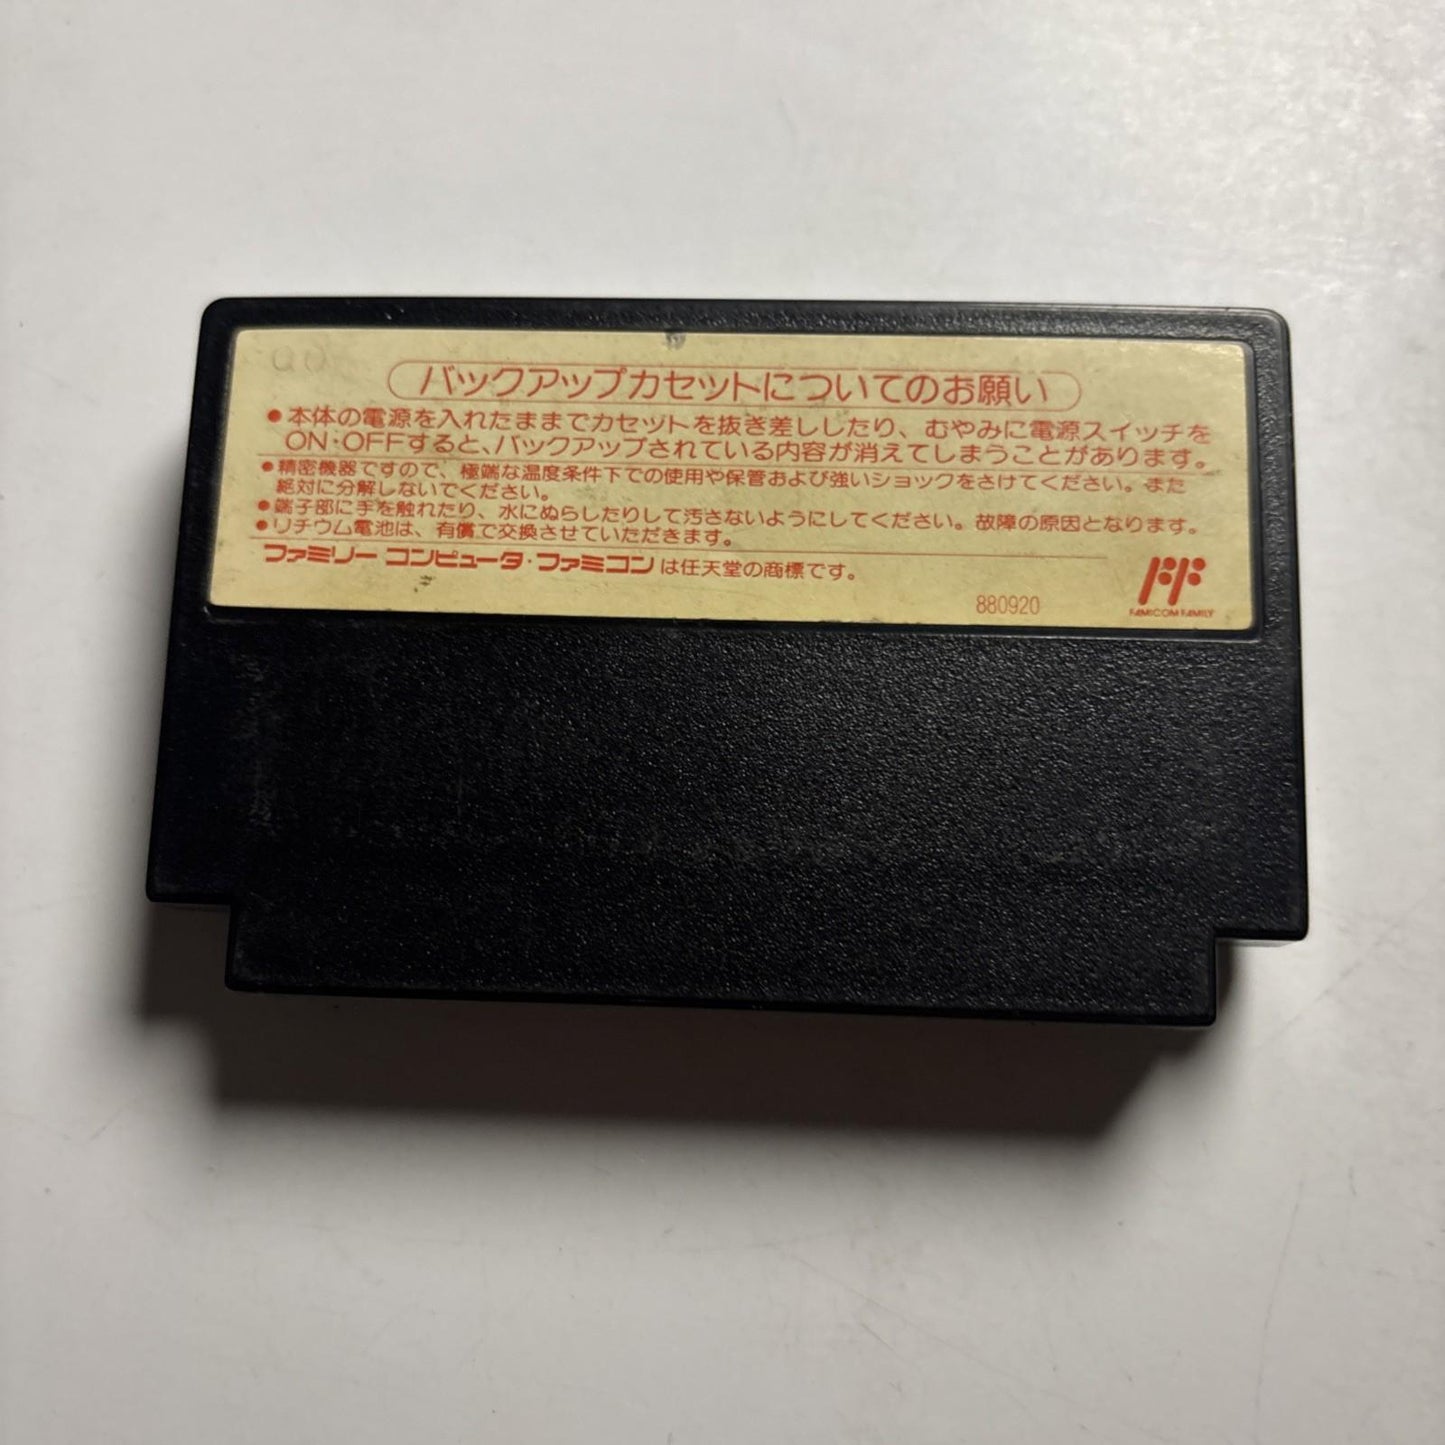 バックアップカセットについてのお願い
●本体の電源を入れたままでカセットを抜き差ししたり、むやみに電源スイッチを
ON:OFFすると、バックアップされている内容が消えてしまうことがあります。
●精密機器ですので、極端な温度条件下での使用や保管および強いショックをさけてください。また
絶対に分解しないでください。
●端子部に手を触れたり、水にぬらしたりして汚さないようにしてください。故障の原因となります。
●リチウム電池は、有償で交換させていただきます。
ファミリー コンピュータ・ファミコンは任天堂の商標です。
880920
FAMICOM FAMILY